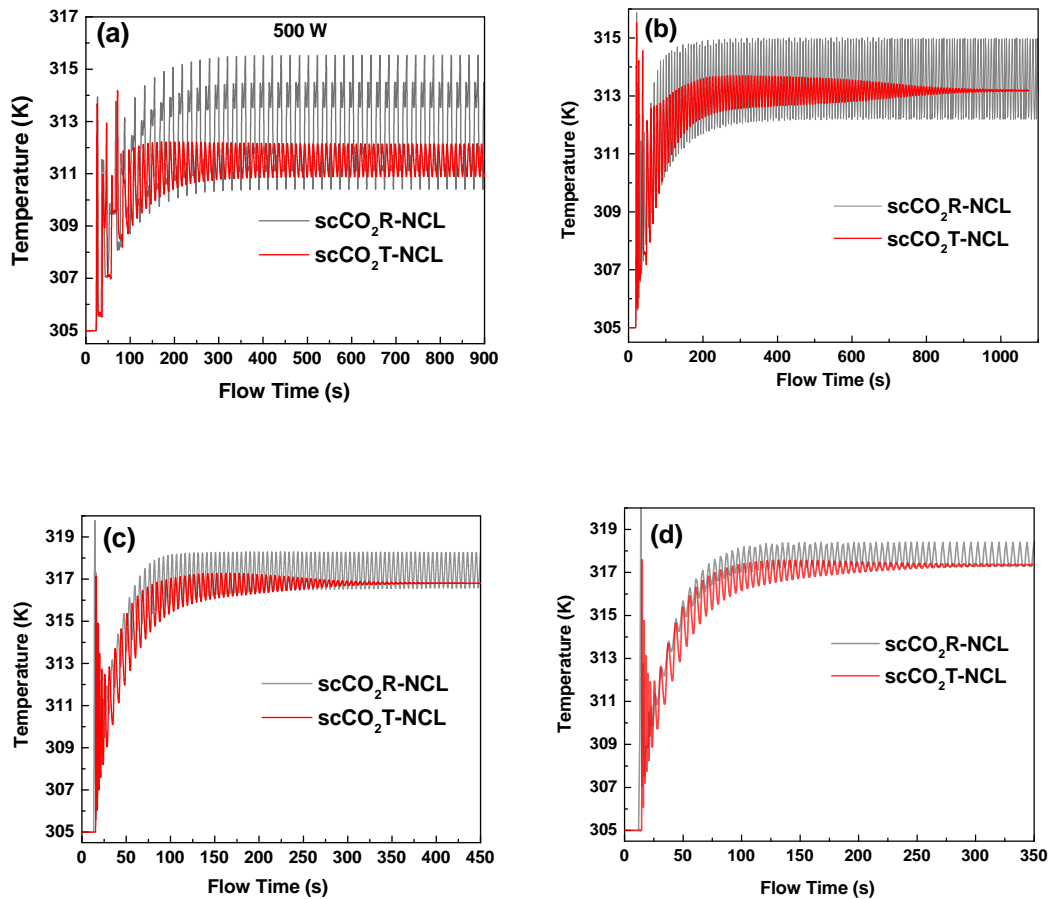 (a)
500 W
317
315
313
311
309
307
305
Temperature (K)
scCO₂R-NCL
scCO₂T-NCL
0 100 200 300 400 500 600 700 800 900
Flow Time (s)
(b)
315
313
311
309
307
305
Temperature (K)
scCO₂R-NCL
scCO₂T-NCL
0 200 400 600 800 1000
Flow Time (s)
(c)
319
316
313
311
309
307
305
Temperature (K)
scCO₂R-NCL
scCO₂T-NCL
0 50 100 150 200 250 300 350 400 450
Flow Time (s)
(d)
319
317
315
313
311
309
307
305
Temperature (K)
scCO₂R-NCL
scCO₂T-NCL
0 50 100 150 200 250 300 350
Flow Time (s)